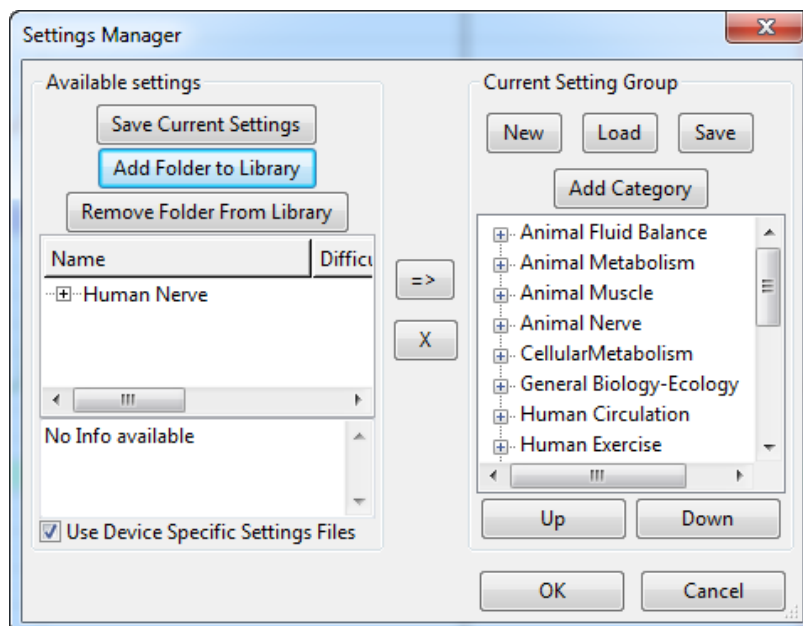 Settings Manager
Available settings
Save Current Settings
Add Folder to Library
Remove Folder From Library
Name
Human Nerve
No Info available
Use Device Specific Settings Files
=>
X
Current Setting Group
New Load Save
Add Category
Animal Fluid Balance
Animal Metabolism
Animal Muscle
Animal Nerve
CellularMetabolism
General Biology-Ecology
Human Circulation
Human Exercise
Up Down
OK Cancel